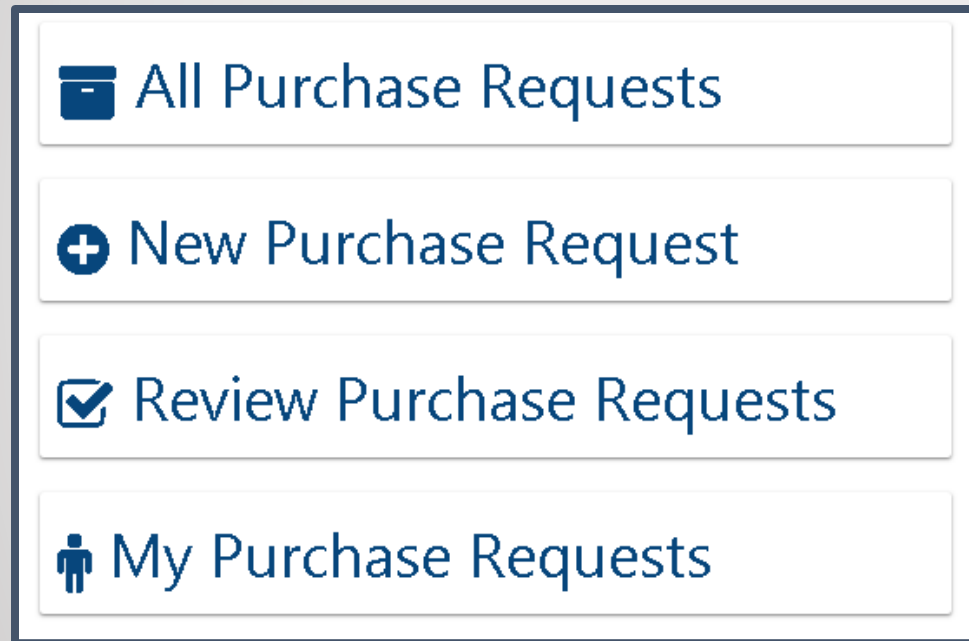 All Purchase Requests
New Purchase Request
Review Purchase Requests
My Purchase Requests